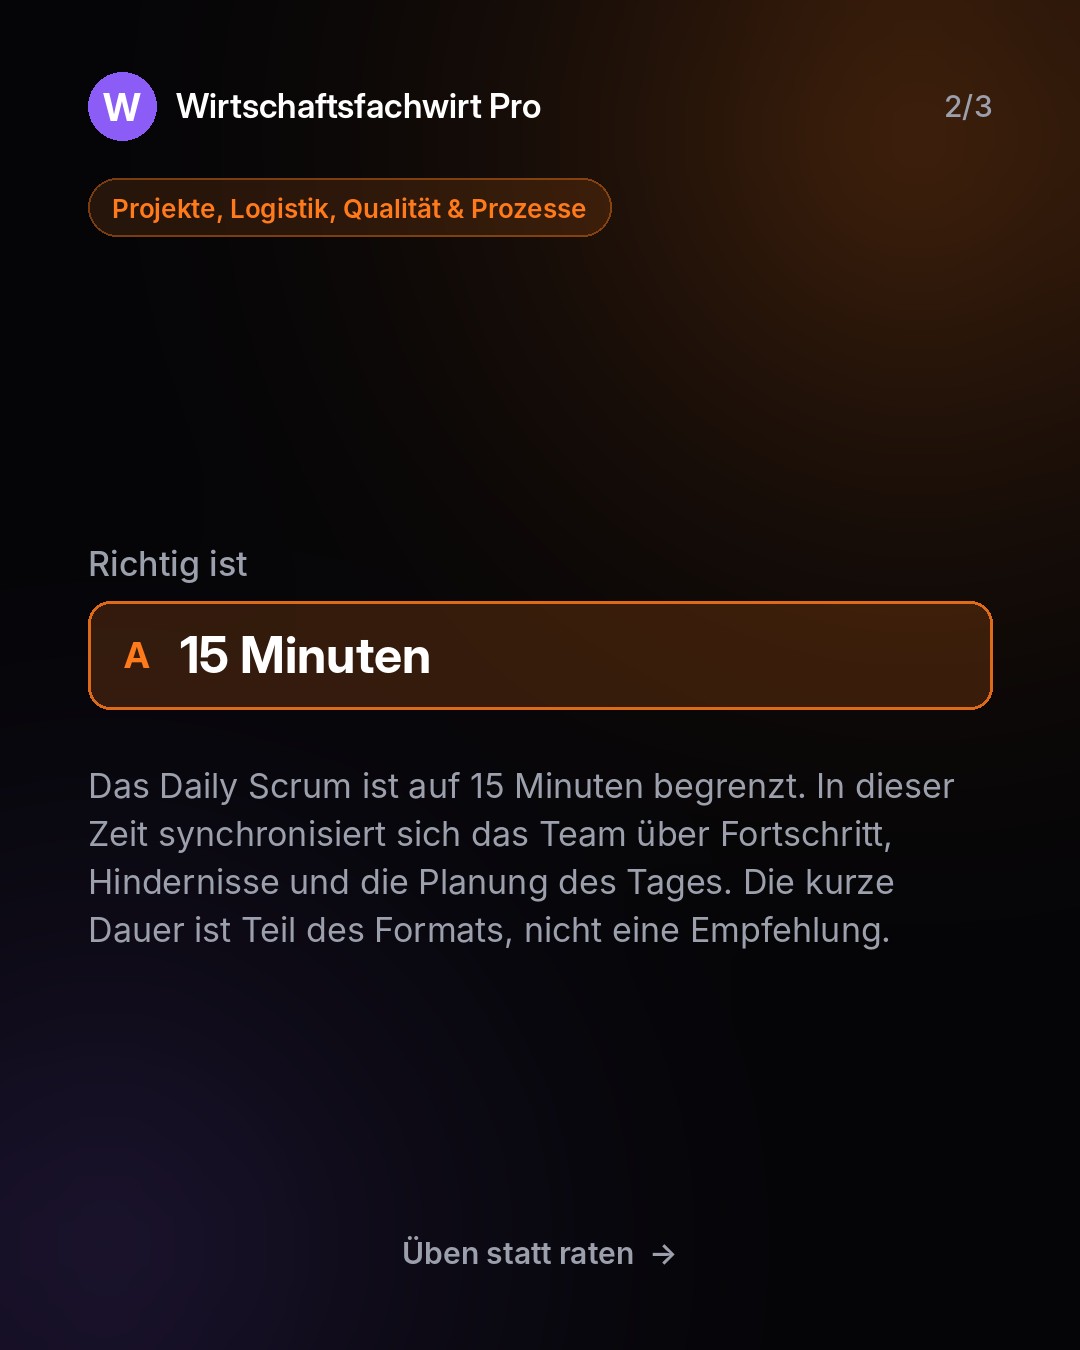 W Wirtschaftsfachwirt Pro 2/3
Projekte, Logistik, Qualität & Prozesse
Richtig ist
A 15 Minuten
Das Daily Scrum ist auf 15 Minuten begrenzt. In dieser
Zeit synchronisiert sich das Team über Fortschritt,
Hindernisse und die Planung des Tages. Die kurze
Dauer ist Teil des Formats, nicht eine Empfehlung.
Üben statt raten →